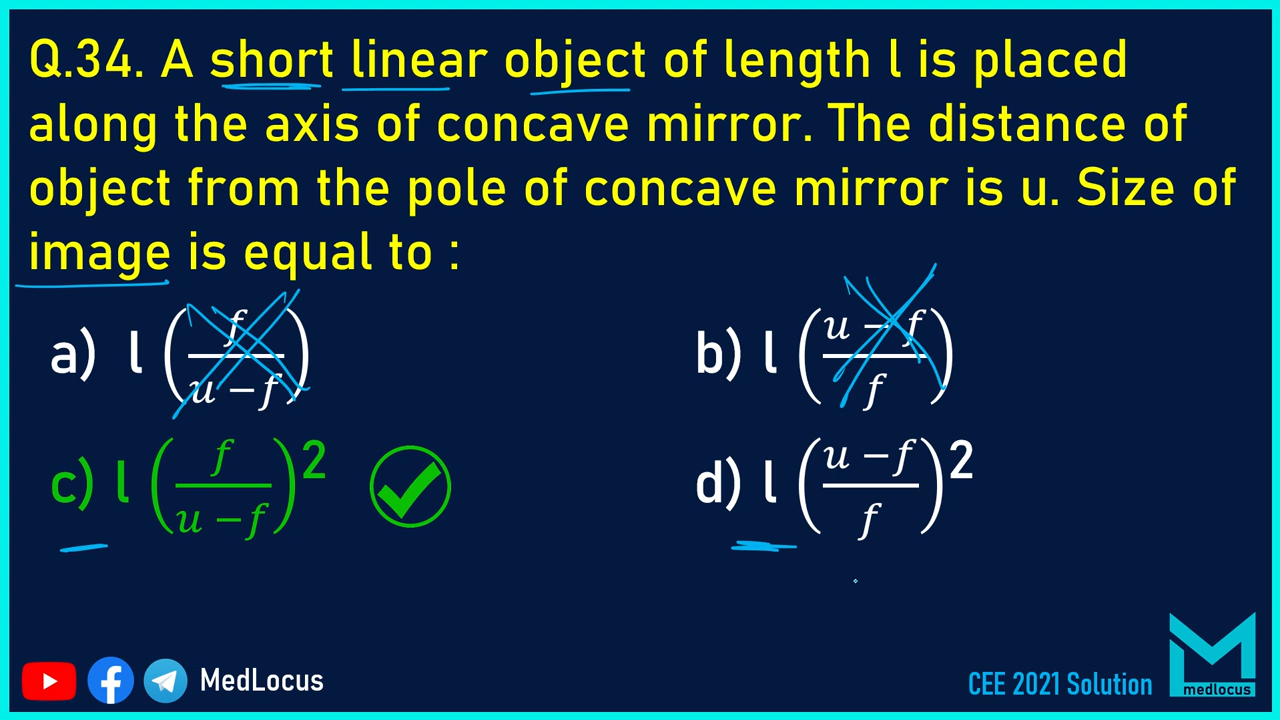 Q.34. A short linear object of length l is placed
along the axis of concave mirror. The distance of
object from the pole of concave mirror is u. Size of
image is equal to :
a) l (f / (u − f))
b) l ((u − f) / f)
c) l (f / (u − f))²
d) l ((u − f) / f)²
MedLocus
CEE 2021 Solution
medlocus